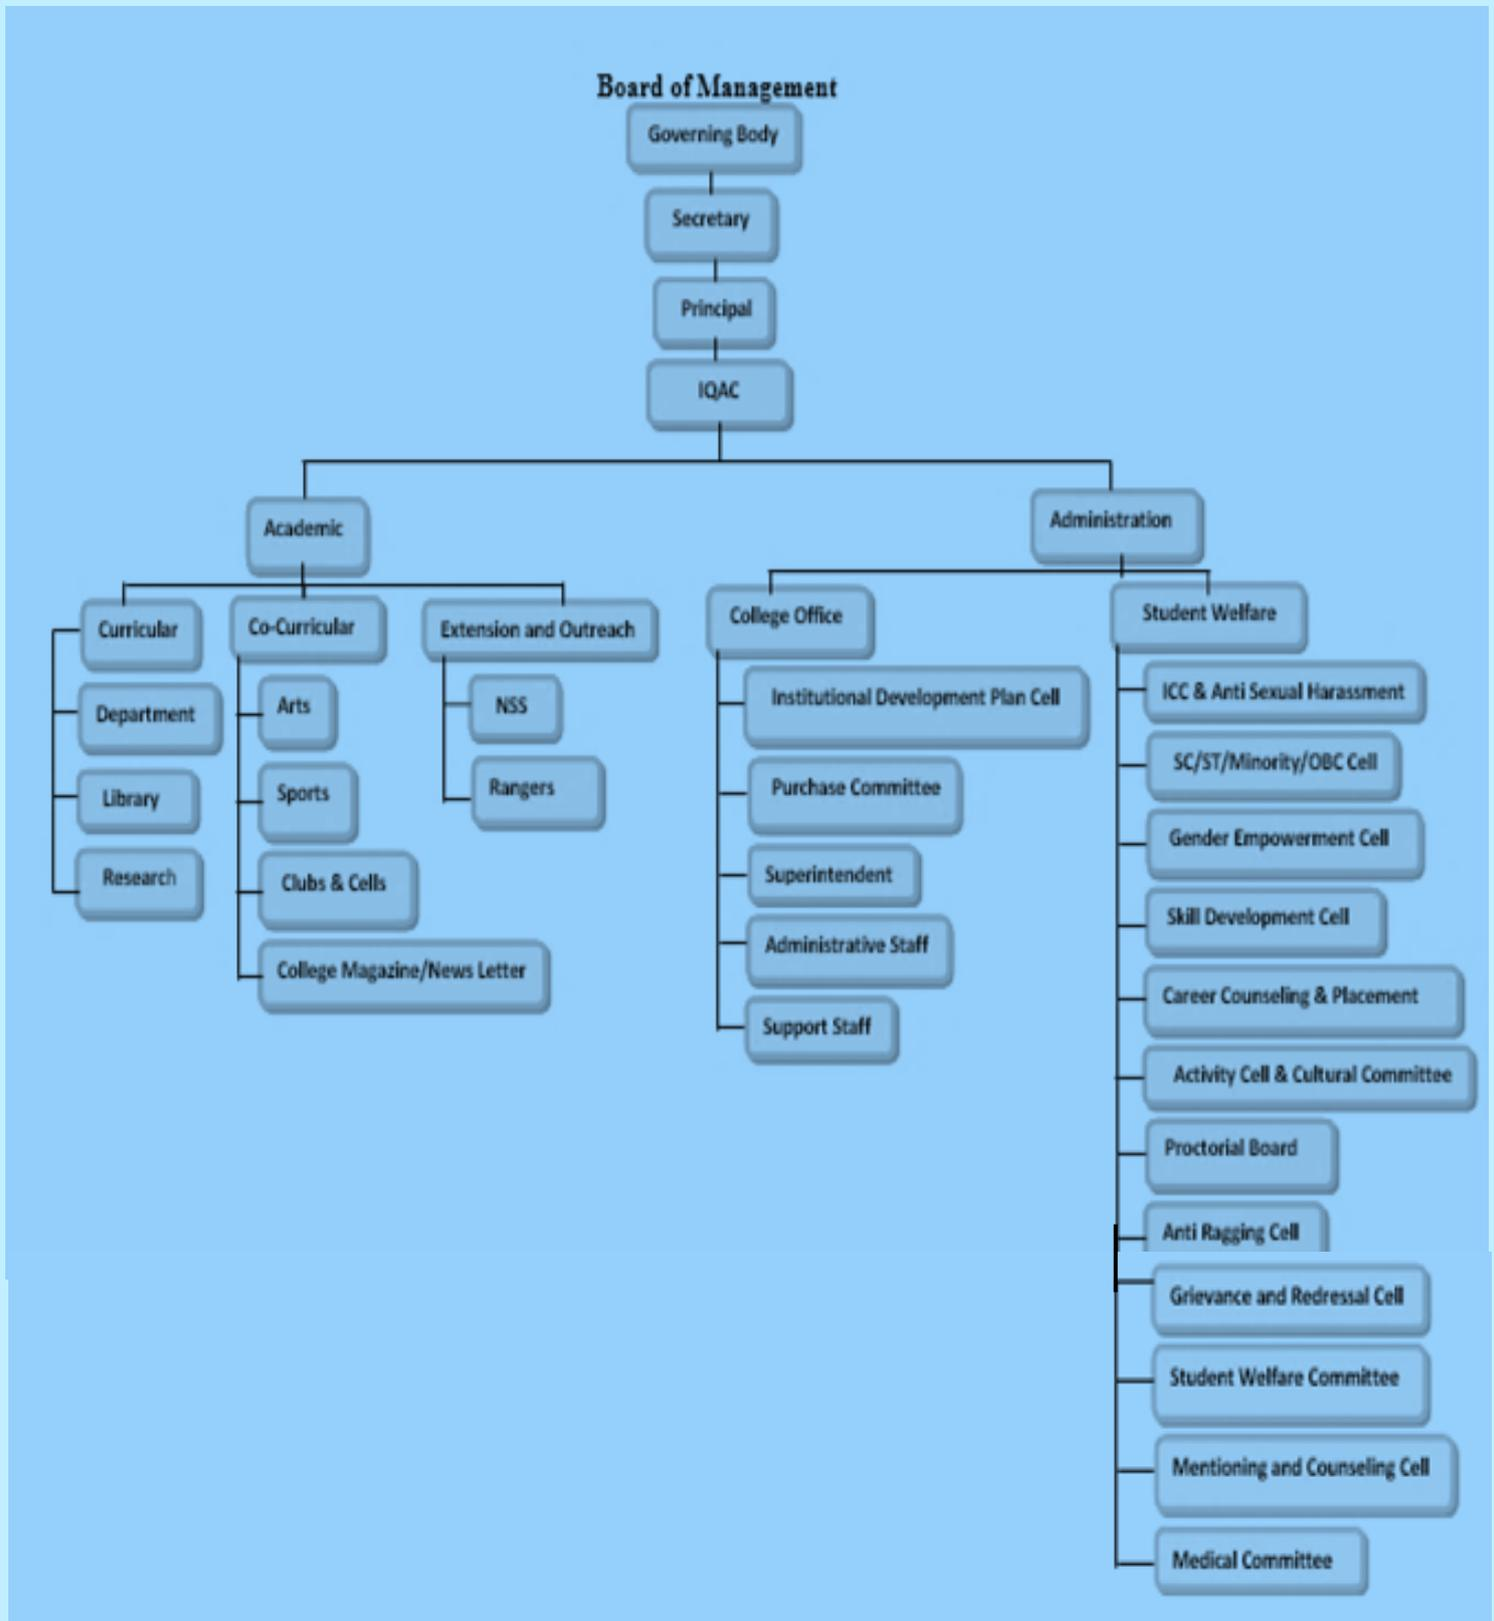 Board of Management
Governing Body
Secretary
Principal
IQAC
Academic
Administration
Curricular
Department
Library
Research
Co-Curricular
Arts
Sports
Clubs & Cells
College Magazine/News Letter
Extension and Outreach
NSS
Rangers
College Office
Institutional Development Plan Cell
Purchase Committee
Superintendent
Administrative Staff
Support Staff
Student Welfare
ICC & Anti Sexual Harassment
SC/ST/Minority/OBC Cell
Gender Empowerment Cell
Skill Development Cell
Career Counseling & Placement
Activity Cell & Cultural Committee
Proctorial Board
Anti Ragging Cell
Grievance and Redressal Cell
Student Welfare Committee
Mentioning and Counseling Cell
Medical Committee